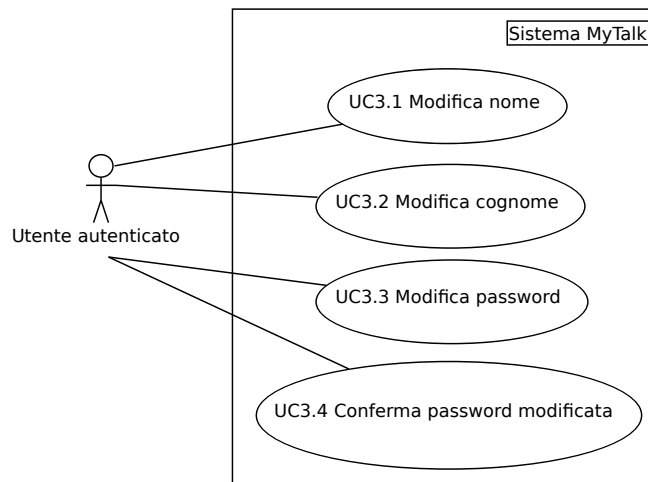 Sistema MyTalk
UC3.1 Modifica nome
UC3.2 Modifica cognome
Utente autenticato
UC3.3 Modifica password
UC3.4 Conferma password modificata